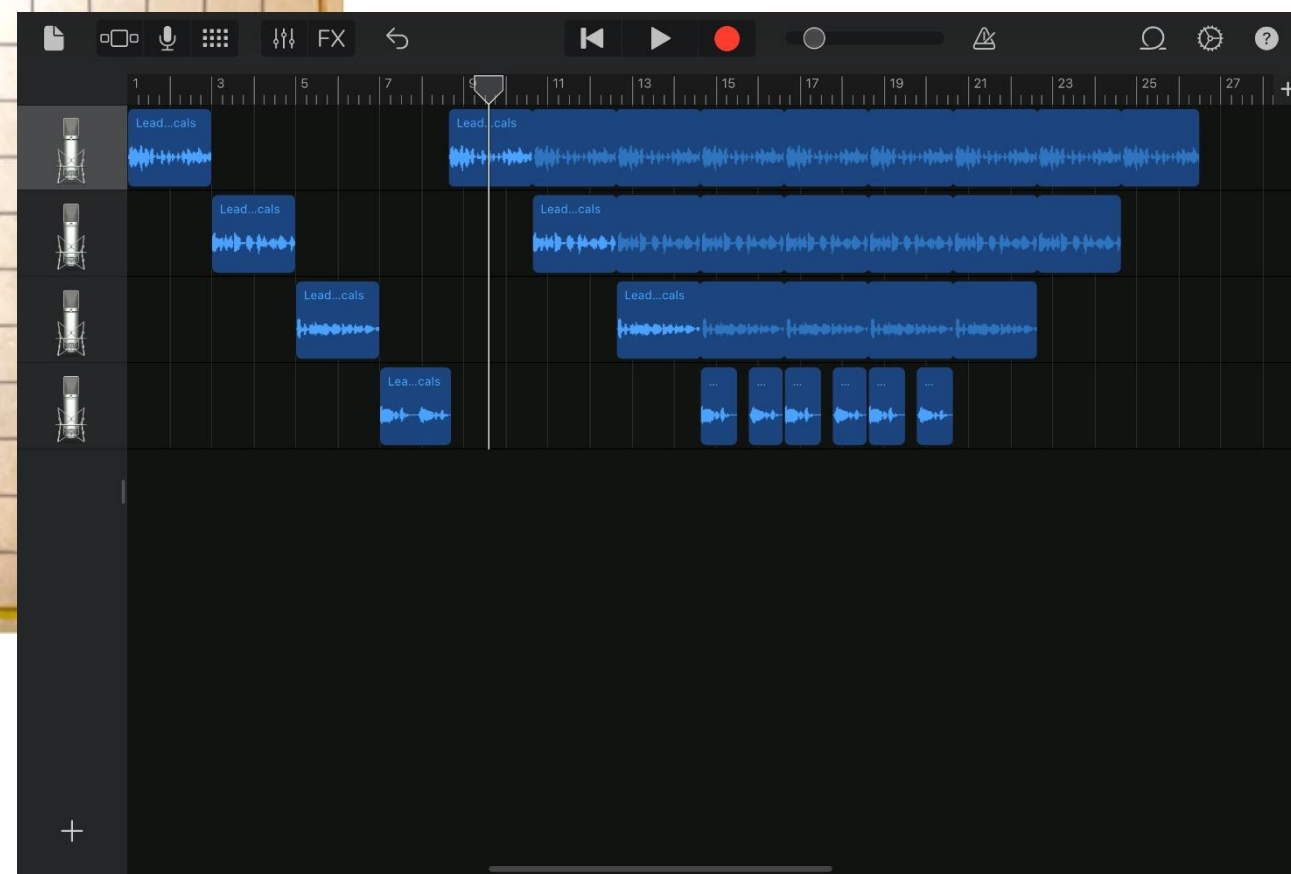 FX
?
1 3 5 7 9 11 13 15 17 19 21 23 25 27 +
Lead...cals Lead...cals
Lead...cals Lead...cals
Lead...cals Lead...cals
Lea...cals ... ... ... ... ... ...
+